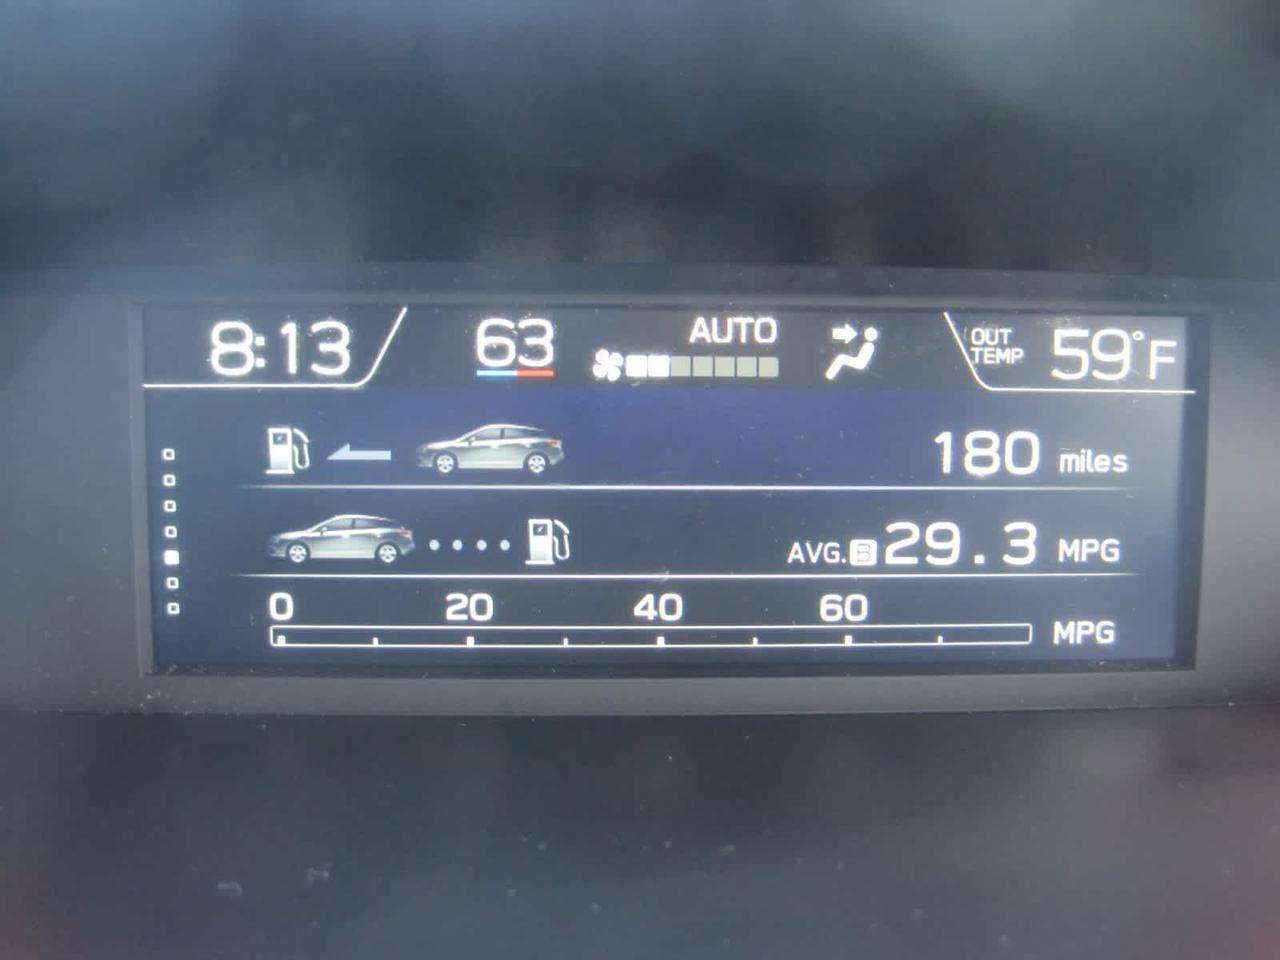 8:13 63 AUTO OUT TEMP 59°F
180 miles
AVG. B 29.3 MPG
0 20 40 60
MPG